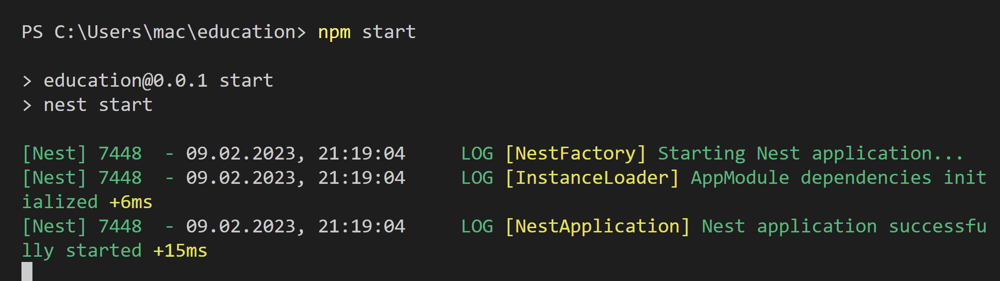 PS C:\Users\mac\education> npm start
> education@0.0.1 start
> nest start
[Nest] 7448  - 09.02.2023, 21:19:04     LOG [NestFactory] Starting Nest application...
[Nest] 7448  - 09.02.2023, 21:19:04     LOG [InstanceLoader] AppModule dependencies init
ialized +6ms
[Nest] 7448  - 09.02.2023, 21:19:04     LOG [NestApplication] Nest application successfu
lly started +15ms